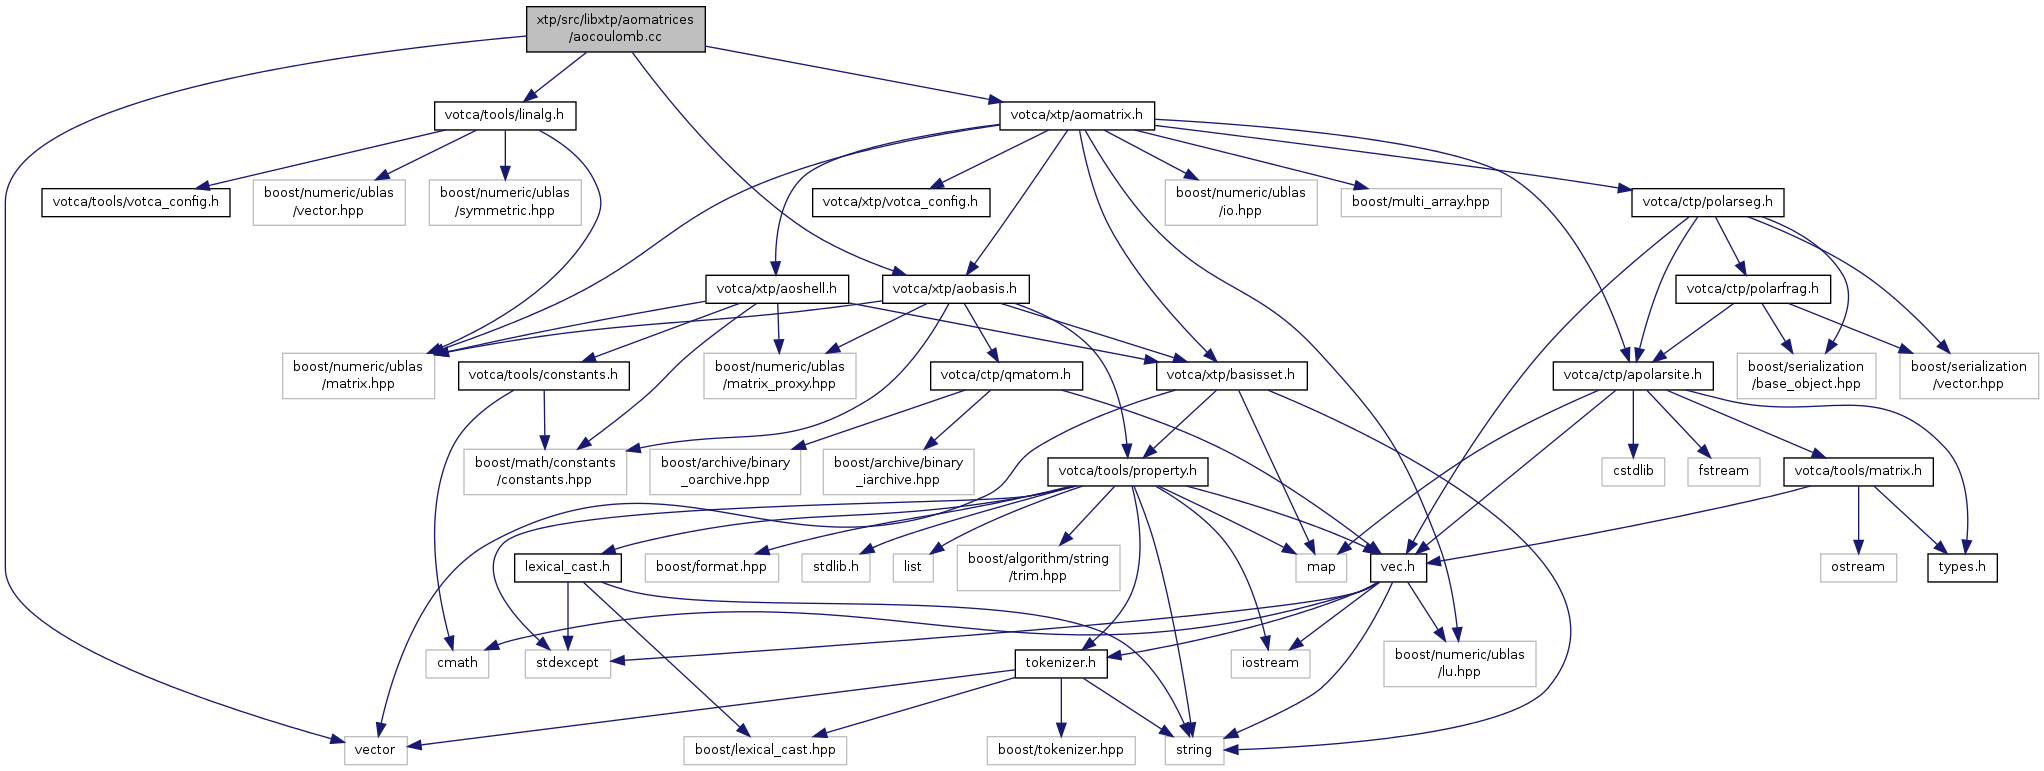 xtp/src/libxtp/aomatrices
/aocoulomb.cc
votca/tools/linalg.h
votca/xtp/aomatrix.h
votca/tools/votca_config.h
boost/numeric/ublas
/vector.hpp
boost/numeric/ublas
/symmetric.hpp
votca/xtp/votca_config.h
boost/numeric/ublas
/io.hpp
boost/multi_array.hpp
votca/ctp/polarseg.h
votca/xtp/aoshell.h
votca/xtp/aobasis.h
votca/ctp/polarfrag.h
boost/numeric/ublas
/matrix.hpp
votca/tools/constants.h
boost/numeric/ublas
/matrix_proxy.hpp
votca/ctp/qmatom.h
votca/xtp/basisset.h
votca/ctp/apolarsite.h
boost/serialization
/base_object.hpp
boost/serialization
/vector.hpp
boost/math/constants
/constants.hpp
boost/archive/binary
_oarchive.hpp
boost/archive/binary
_iarchive.hpp
votca/tools/property.h
cstdlib
fstream
votca/tools/matrix.h
lexical_cast.h
boost/format.hpp
stdlib.h
list
boost/algorithm/string
/trim.hpp
map
vec.h
ostream
types.h
cmath
stdexcept
tokenizer.h
iostream
boost/numeric/ublas
/lu.hpp
vector
boost/lexical_cast.hpp
boost/tokenizer.hpp
string